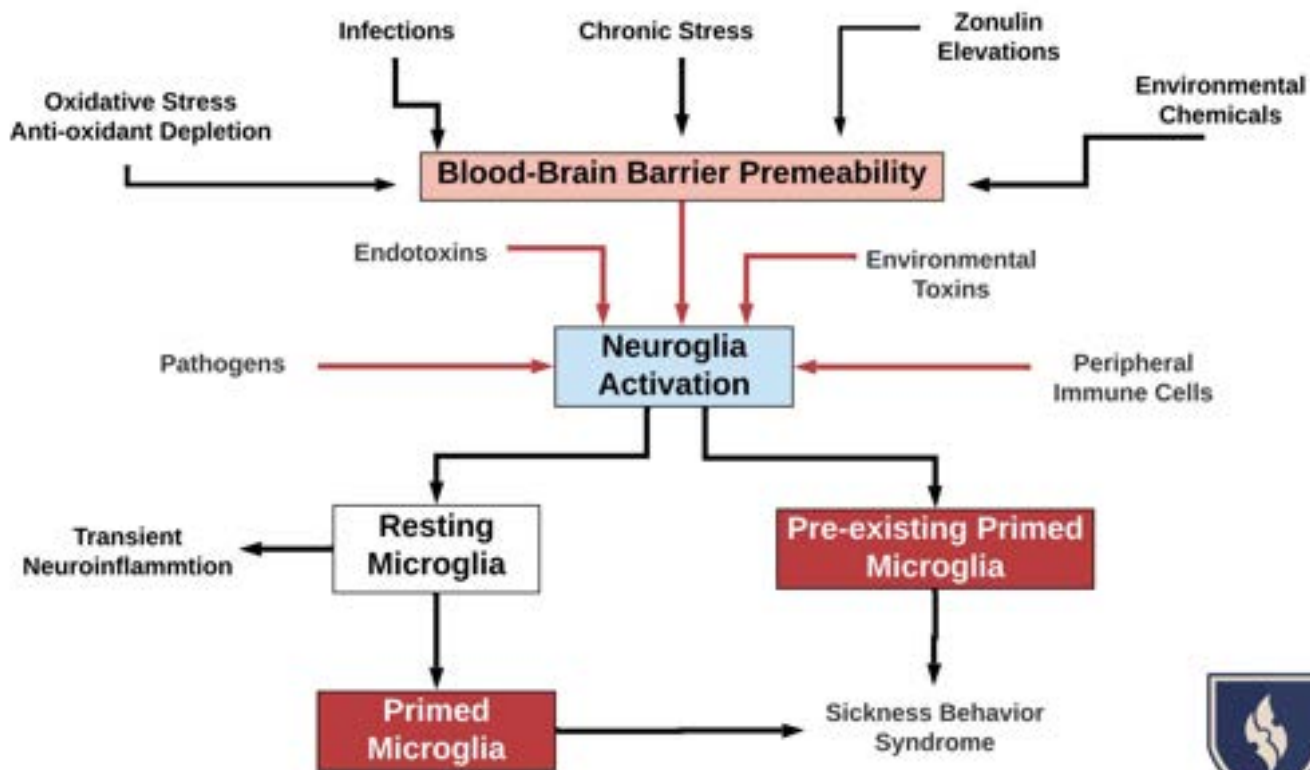 Infections
Chronic Stress
Zonulin
Elevations
Oxidative Stress
Anti-oxidant Depletion
Environmental
Chemicals
Blood-Brain Barrier Premeability
Endotoxins
Environmental
Toxins
Pathogens
Neuroglia
Activation
Peripheral
Immune Cells
Transient
Neuroinflammtion
Resting
Microglia
Pre-existing Primed
Microglia
Primed
Microglia
Sickness Behavior
Syndrome